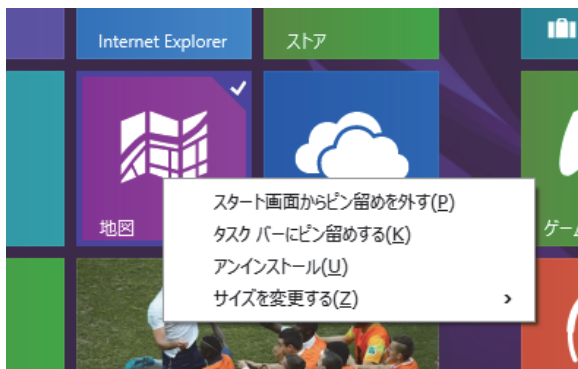 Internet Explorer
ストア
地図
スタート画面からピン留めを外す(P)
タスク バーにピン留めする(K)
アンインストール(U)
サイズを変更する(Z)
ゲーム